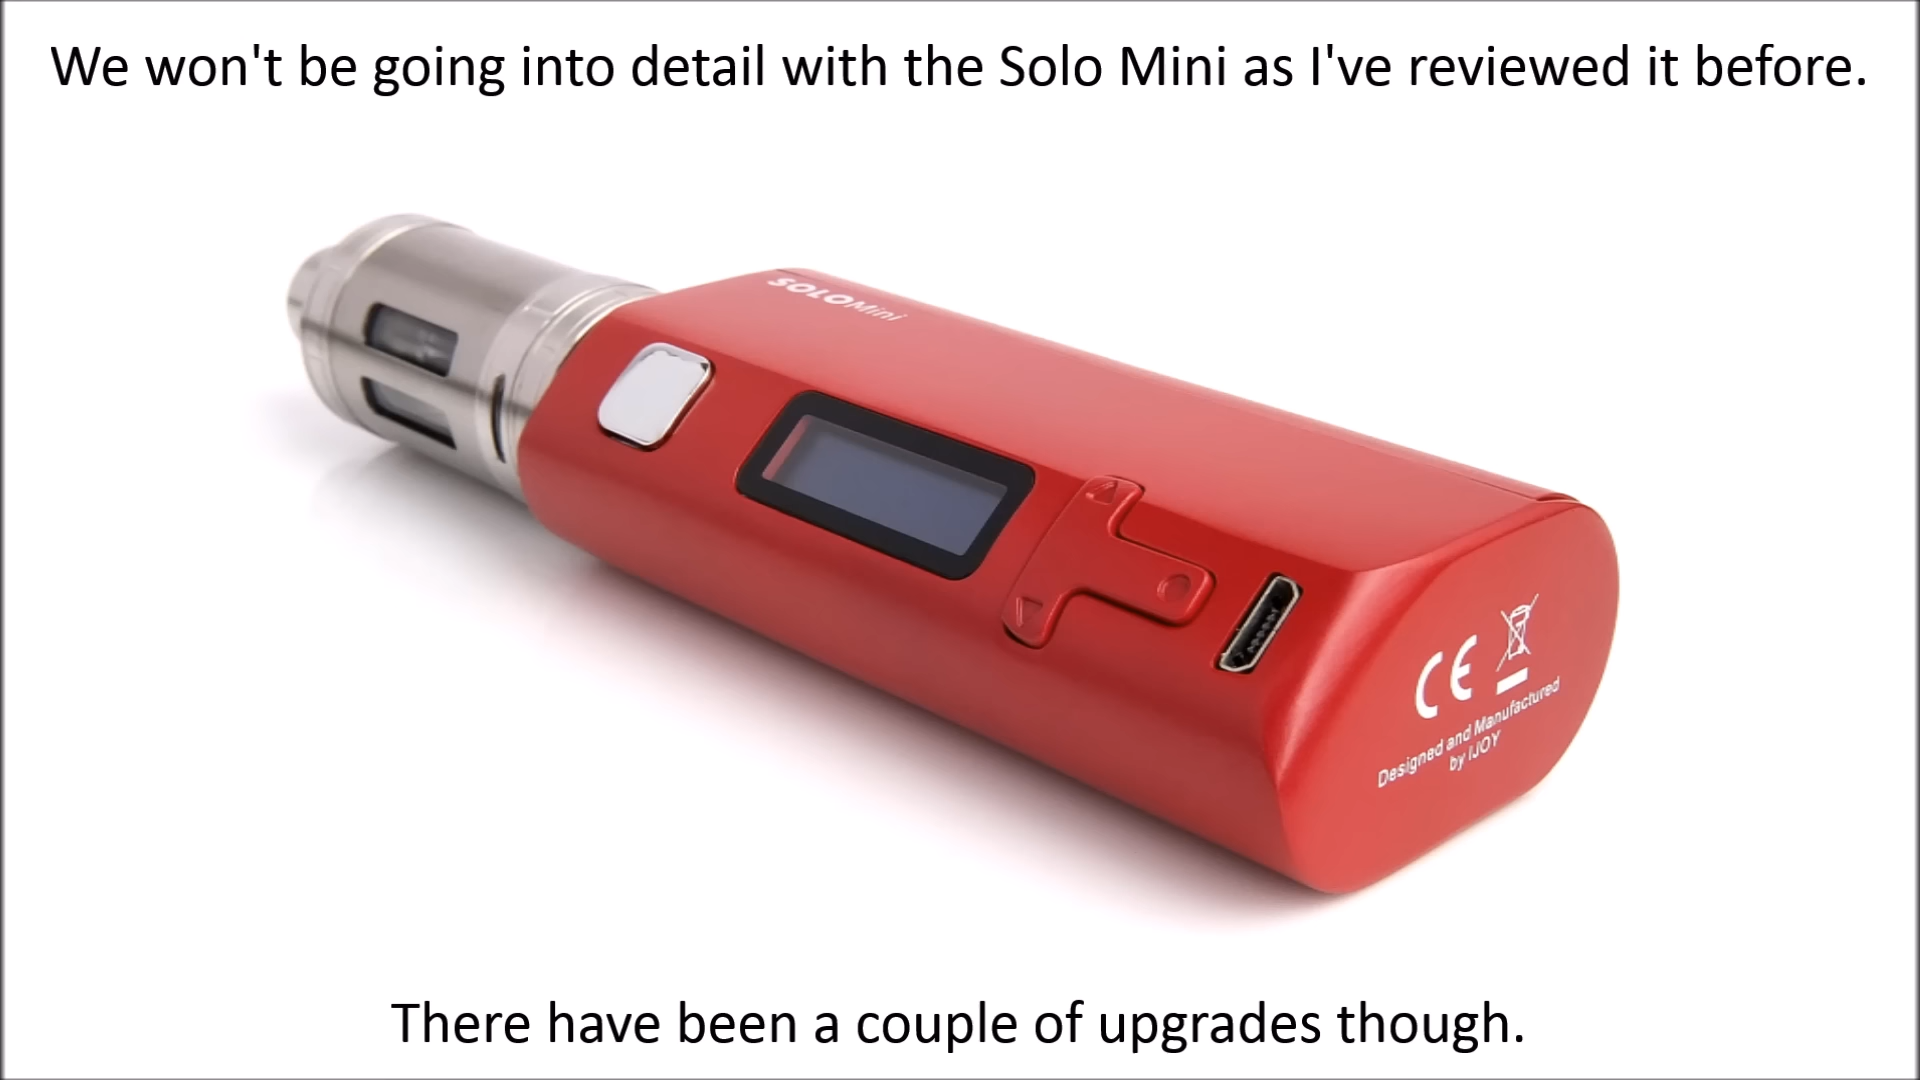 We won't be going into detail with the Solo Mini as I've reviewed it before.
SOLOMini
CE
Designed and Manufactured
by IJOY
There have been a couple of upgrades though.